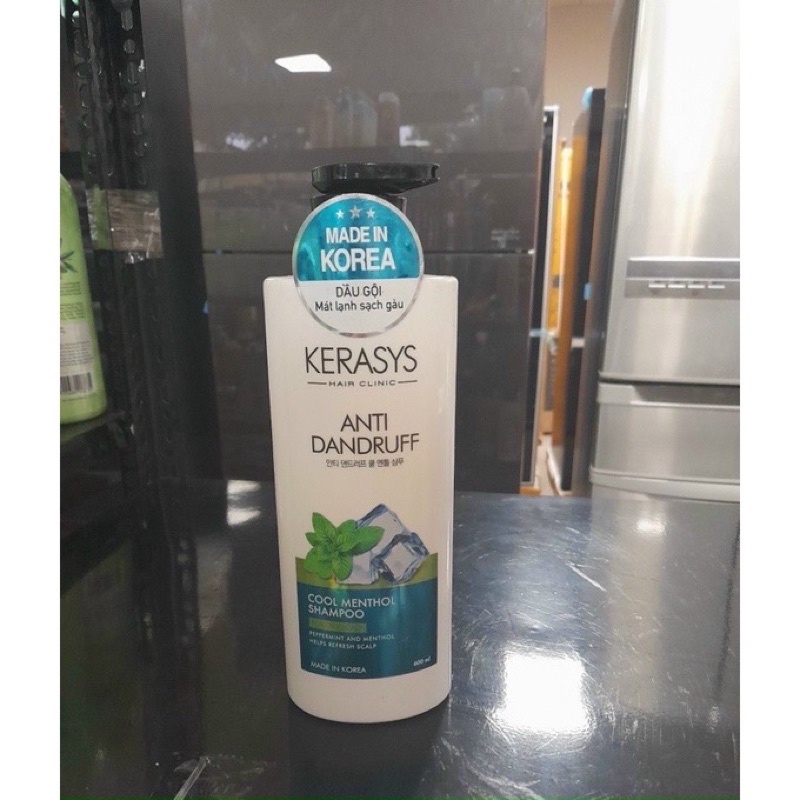 MADE IN
KOREA
DẦU GỘI
Mát lạnh sạch gàu
KERASYS
HAIR CLINIC
ANTI
DANDRUFF
안티 댄드러프 쿨 멘톨 샴푸
COOL MENTHOL
SHAMPOO
PEPPERMINT AND MENTHOL
HELPS REFRESH SCALP
MADE IN KOREA
600 ml